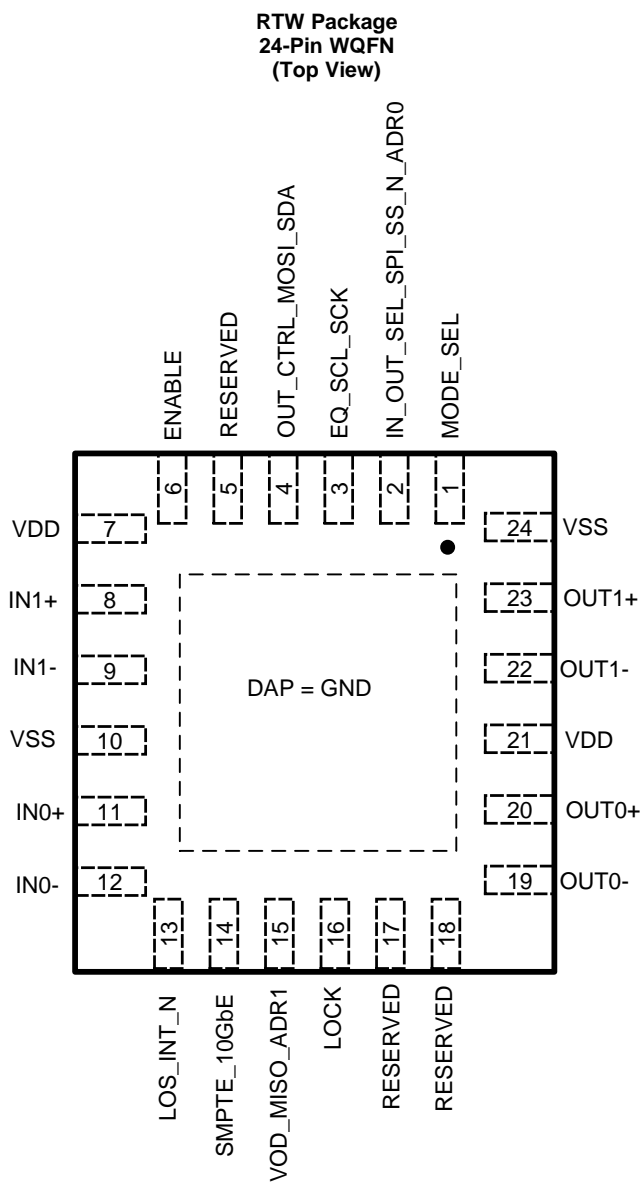 RTW Package
24-Pin WQFN
(Top View)
ENABLE
RESERVED
OUT_CTRL_MOSI_SDA
EQ_SCL_SCK
IN_OUT_SEL_SPI_SS_N_ADR0
MODE_SEL
6
5
4
3
2
1
VDD 7
24 VSS
IN1+ 8
23 OUT1+
IN1- 9
22 OUT1-
DAP = GND
VSS 10
21 VDD
IN0+ 11
20 OUT0+
IN0- 12
19 OUT0-
13
14
15
16
17
18
LOS_INT_N
SMPTE_10GbE
VOD_MISO_ADR1
LOCK
RESERVED
RESERVED